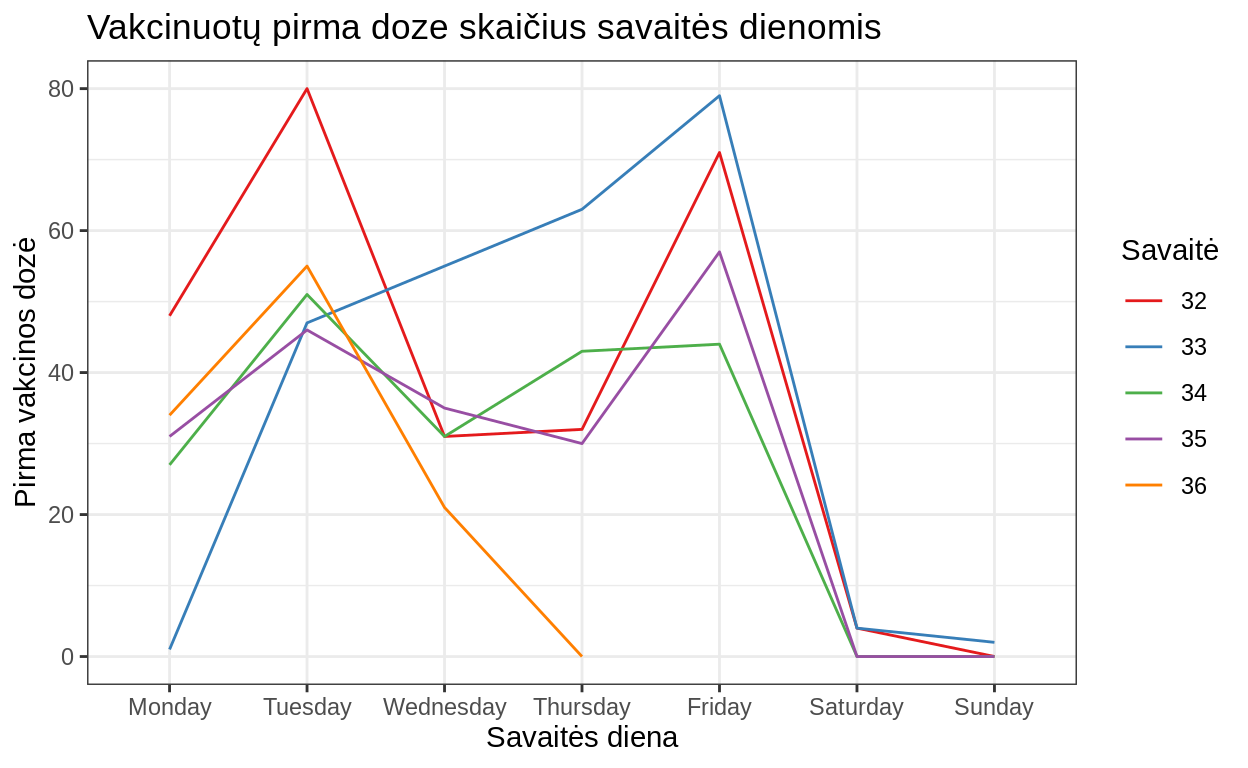 Vakcinuotų pirma doze skaičius savaitės dienomis
Pirma vakcinos dozė
80
60
40
20
0
Monday Tuesday Wednesday Thursday Friday Saturday Sunday
Savaitės diena
Savaitė
32
33
34
35
36